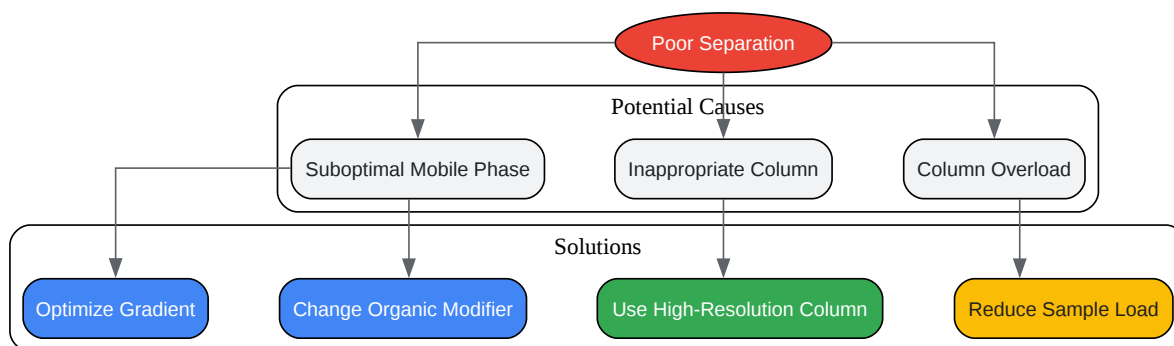 Poor Separation
Potential Causes
Suboptimal Mobile Phase
Inappropriate Column
Column Overload
Solutions
Optimize Gradient
Change Organic Modifier
Use High-Resolution Column
Reduce Sample Load